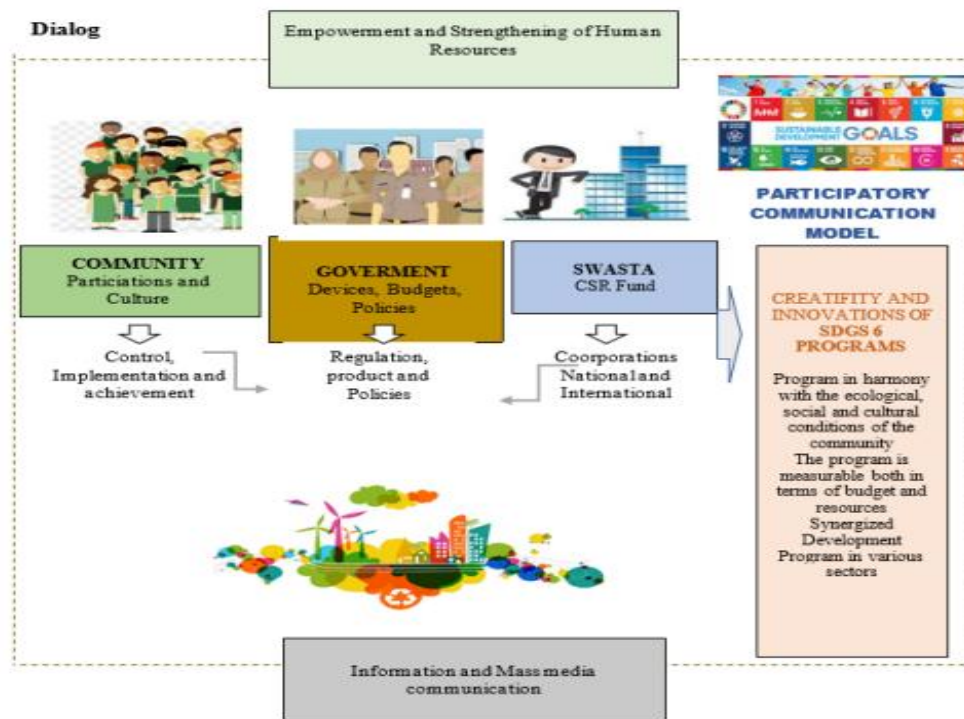 Dialog
Empowerment and Strengthening of Human
Resources
SUSTAINABLE
DEVELOPMENT
GOALS
PARTICIPATORY
COMMUNICATION
MODEL
COMMUNITY
Particiations and
Culture
GOVERMENT
Devices, Budgets,
Policies
SWASTA
CSR Fund
Control,
Implementation and
achievement
Regulation,
product and
Policies
Coorporations
National and
International
CREATIFITY AND
INNOVATIONS OF
SDGS 6
PROGRAMS
Program in harmony
with the ecological,
social and cultural
conditions of the
community
The program is
measurable both in
terms of budget and
resources
Synergized
Development
Program in various
sectors
Information and Mass media
communication